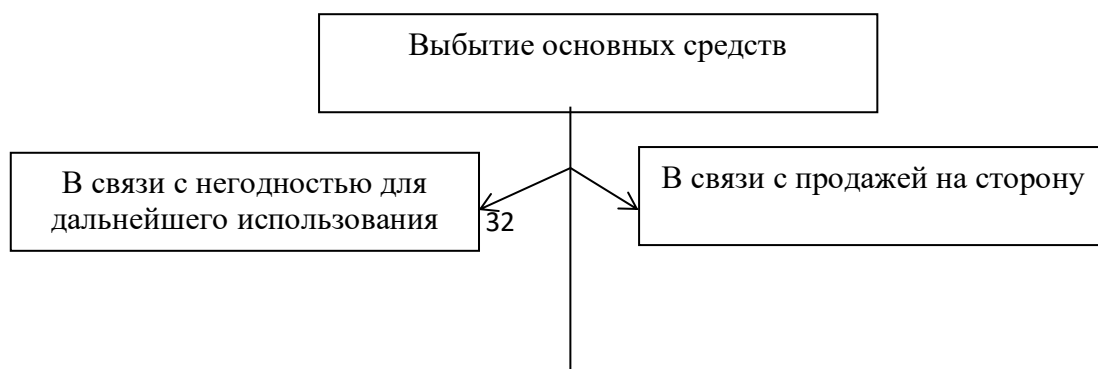 Выбытие основных средств
В связи с негодностью для
дальнейшего использования
32
В связи с продажей на сторону